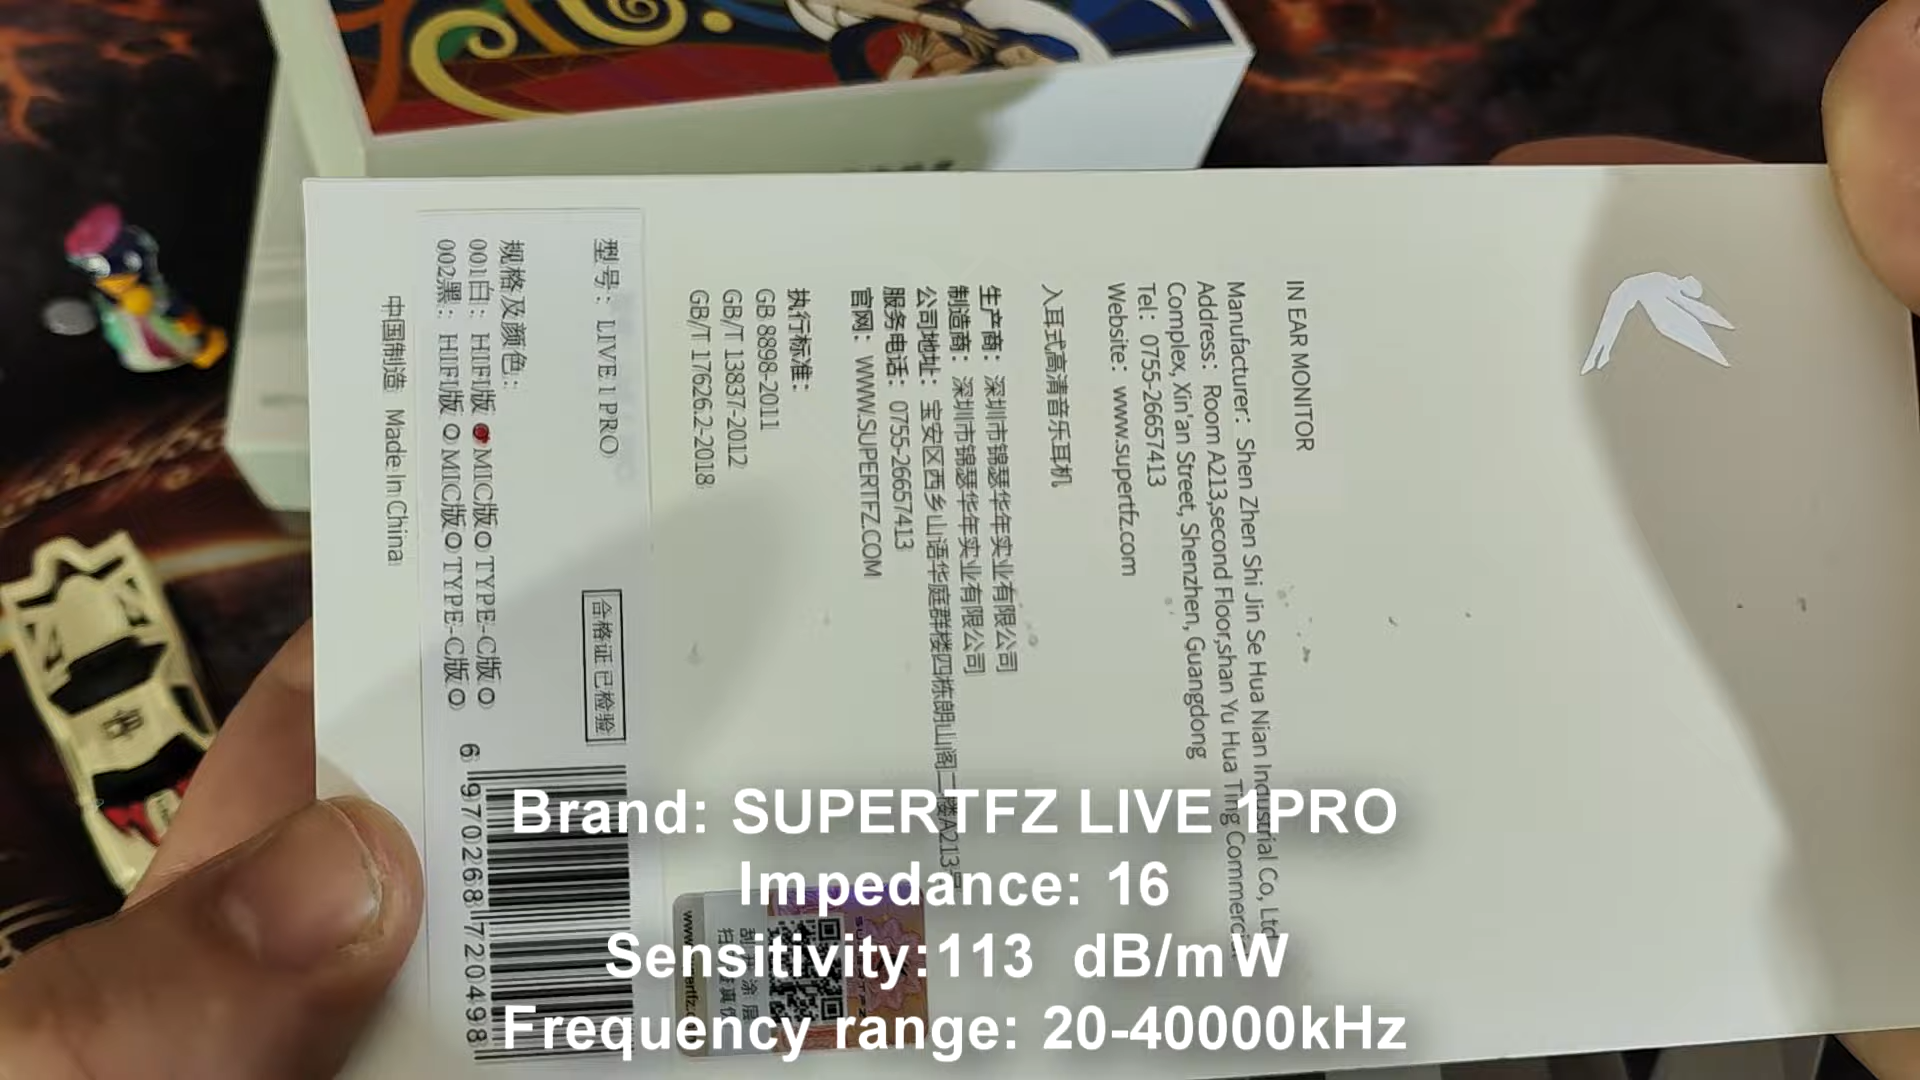 IN EAR MONITOR
Manufacturer: Shen Zhen Shi Jin Se Hua Nian Industrial Co, Ltd
Address: Room A213,second Floor,shan Yu Hua Ting Commercial
Complex, Xin'an Street, Shenzhen, Guangdong
Tel: 0755-26657413
Website: www.supertfz.com
入耳式高清音乐耳机
生产商：深圳市锦瑟华年实业有限公司
制造商：深圳市锦瑟华年实业有限公司
公司地址：宝安区西乡山语华庭群楼四栋朗山阁二楼A213号
服务电话：0755-26657413
官网：WWW.SUPERTFZ.COM
执行标准：
GB 8898-2011
GB/T 13837-2012
GB/T 17626.2-2018
型号：LIVE 1 PRO
合格证 已检验
规格及颜色：
001白：HIFI版 MIC版 TYPE-C版
002黑：HIFI版 MIC版 TYPE-C版
6 970268 720498
中国制造 Made In China
Brand: SUPERTFZ LIVE 1PRO
Impedance: 16
Sensitivity:113 dB/mW
Frequency range: 20-40000kHz